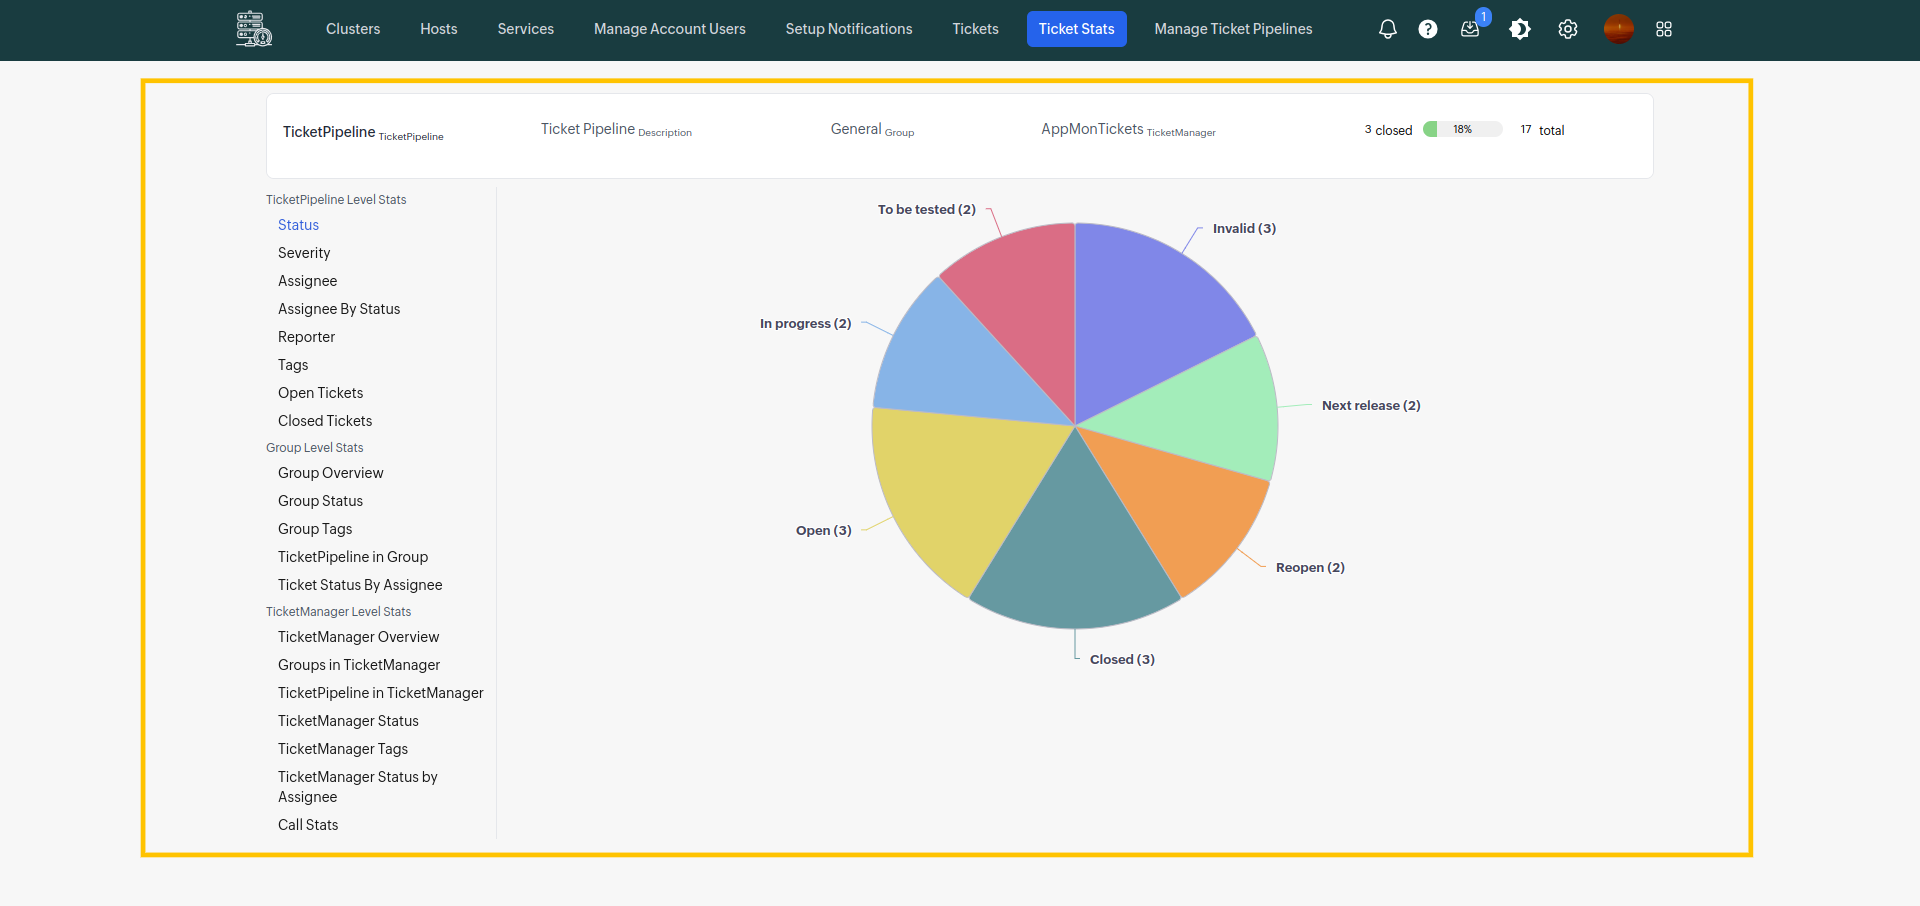 Clusters Hosts Services Manage Account Users Setup Notifications Tickets Ticket Stats Manage Ticket Pipelines 1
TicketPipeline TicketPipeline Ticket Pipeline Description General Group AppMonTickets TicketManager 3 closed 18% 17 total
TicketPipeline Level Stats
Status
Severity
Assignee
Assignee By Status
Reporter
Tags
Open Tickets
Closed Tickets
Group Level Stats
Group Overview
Group Status
Group Tags
TicketPipeline in Group
Ticket Status By Assignee
TicketManager Level Stats
TicketManager Overview
Groups in TicketManager
TicketPipeline in TicketManager
TicketManager Status
TicketManager Tags
TicketManager Status by
Assignee
Call Stats
To be tested (2)
Invalid (3)
In progress (2)
Next release (2)
Open (3)
Reopen (2)
Closed (3)